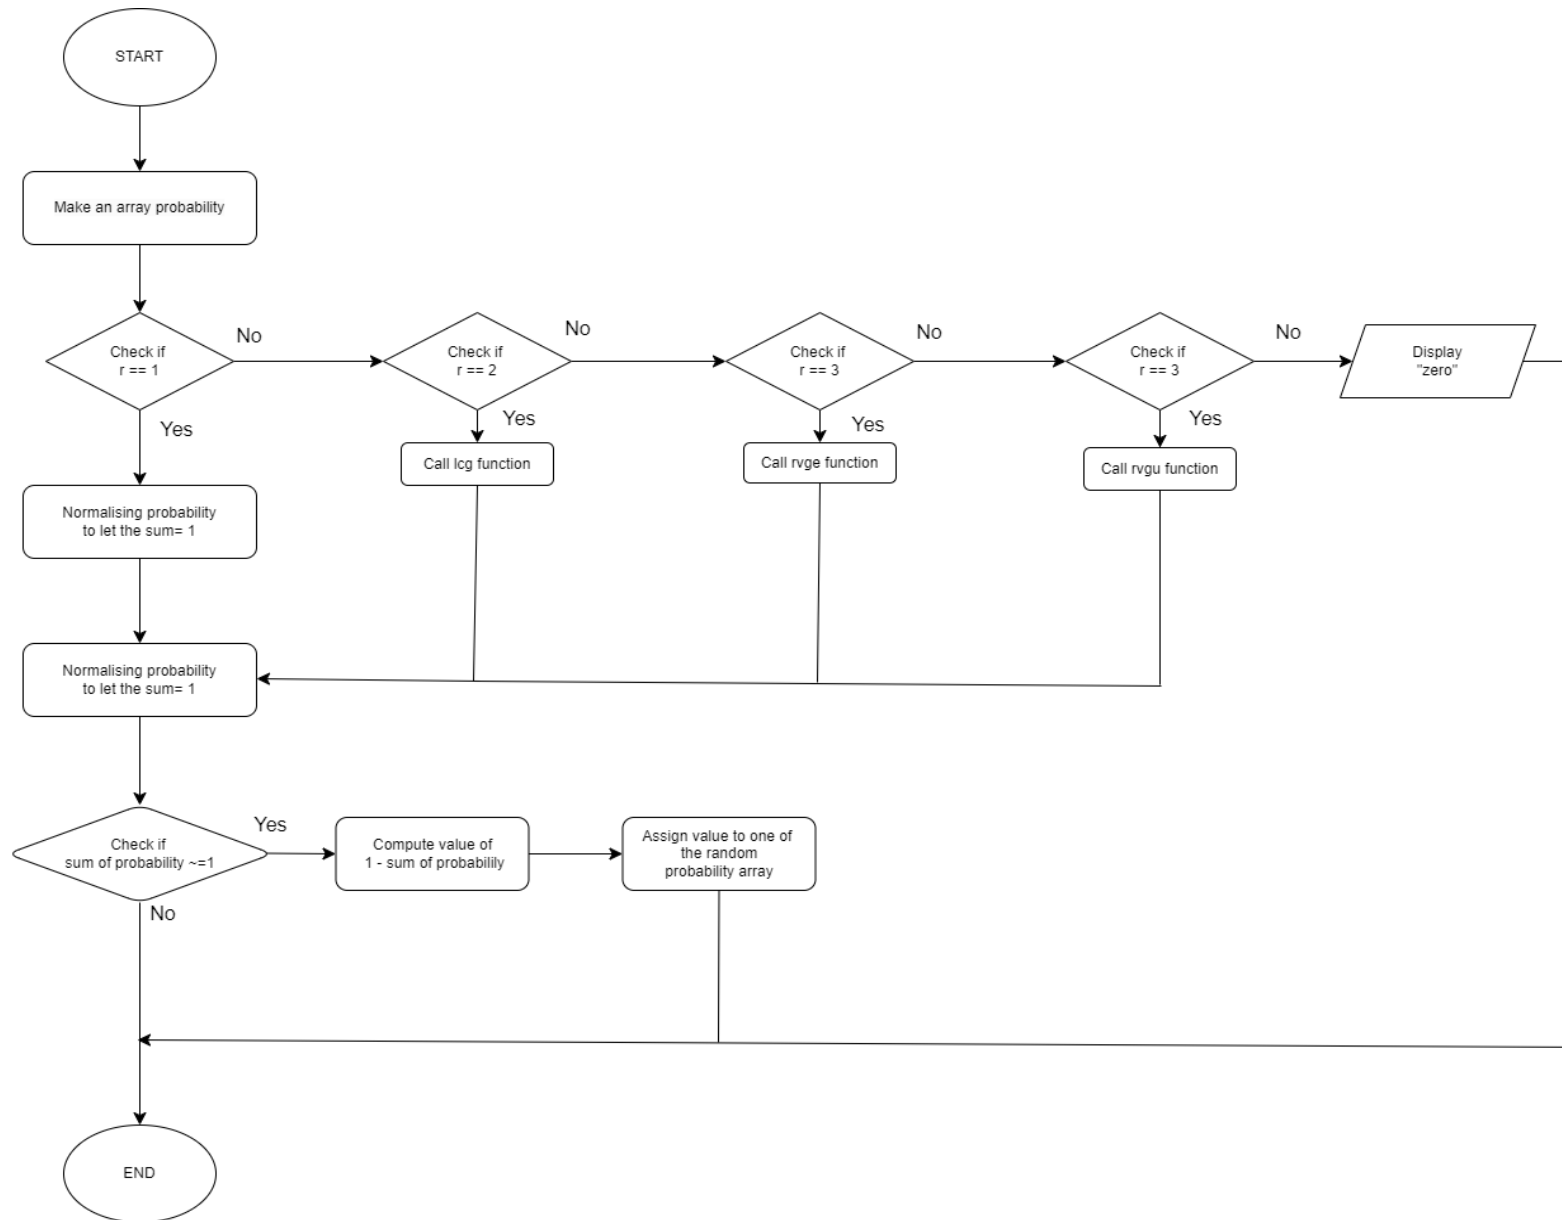 START
Make an array probability
Check if
r == 1
No
Check if
r == 2
No
Check if
r == 3
No
Check if
r == 3
No
Display
"zero"
Yes
Yes
Yes
Yes
Call lcg function
Call rvge function
Call rvgu function
Normalising probability
to let the sum= 1
Normalising probability
to let the sum= 1
Check if
sum of probability ~=1
Yes
Compute value of
1 - sum of probabilily
Assign value to one of
the random
probability array
No
END